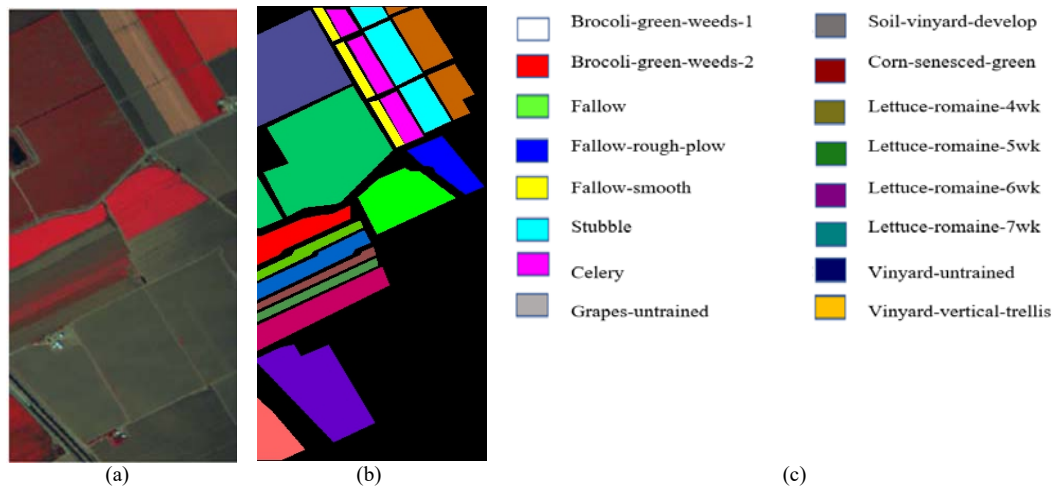 Brocoli-green-weeds-1
Brocoli-green-weeds-2
Fallow
Fallow-rough-plow
Fallow-smooth
Stubble
Celery
Grapes-untrained
Soil-vinyard-develop
Corn-senesced-green
Lettuce-romaine-4wk
Lettuce-romaine-5wk
Lettuce-romaine-6wk
Lettuce-romaine-7wk
Vinyard-untrained
Vinyard-vertical-trellis
(a)
(b)
(c)